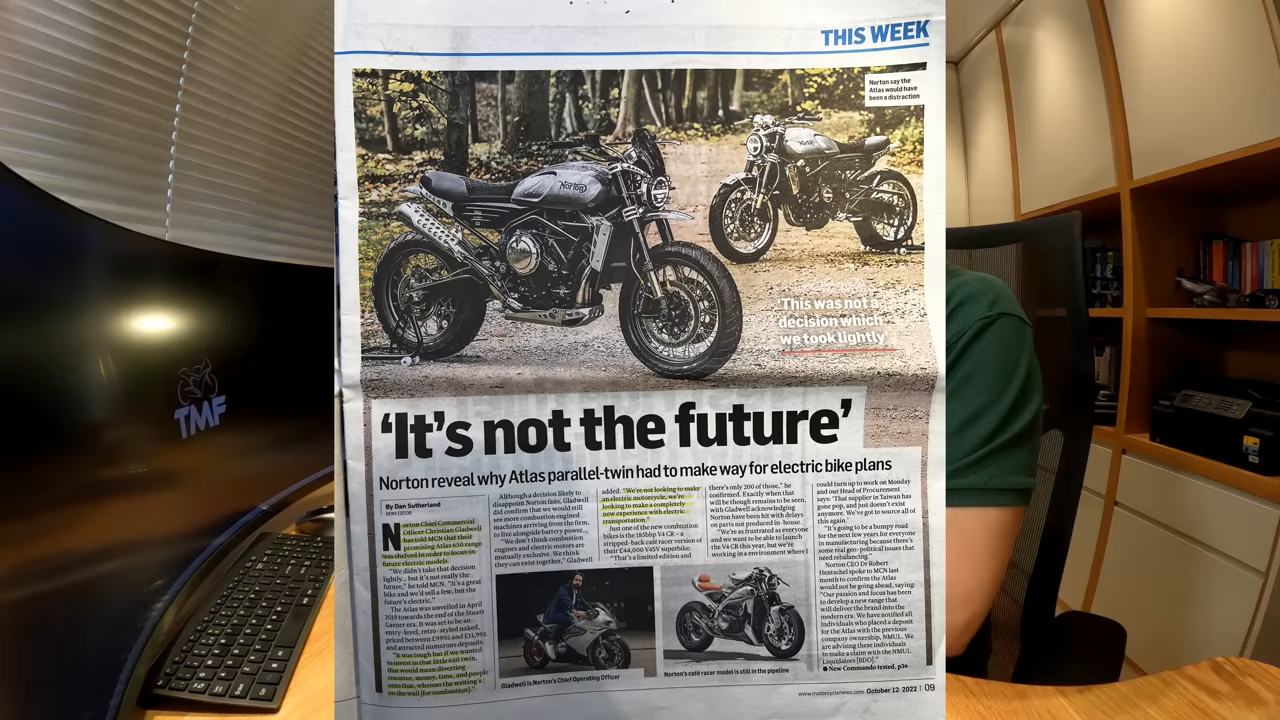 THIS WEEK
Norton say the
Atlas would have
been a distraction
Norton
Norton
'This was not a
decision which
we took lightly'
'It's not the future'
Norton reveal why Atlas parallel-twin had to make way for electric bike plans
By Dan Sutherland
NEWS EDITOR
Norton Chief Commercial
Officer Christian Gladwell
has told MCN that their
promising Atlas 650 range
was shelved in order to focus on
future electric models.
"We didn't take that decision
lightly... but it's not really the
future," he told MCN. "It's a great
bike and we'd sell a few, but the
future's electric."
The Atlas was unveiled in April
2019 towards the end of the Stuart
Garner era. It was set to be an
entry-level, retro-styled naked,
priced between £9995 and £11,995
and attracted numerous deposits.
"It was tough but if we wanted
to invest in that little 650 twin,
that would mean diverting
resource, money, time, and people
onto that, whereas the writing's
on the wall [for combustion]."
Although a decision likely to
disappoint Norton fans, Gladwell
did confirm that we would still
see more combustion engined
machines arriving from the firm,
to live alongside battery power...
"We don't think combustion
engines and electric motors are
mutually exclusive. We think
they can exist together," Gladwell
added. "We're not looking to make
an electric motorcycle, we're
looking to make a completely
new experience with electric
transportation."
Just one of the new combustion
bikes is the 185bhp V4 CR – a
stripped-back café racer version of
their £44,000 V4SV superbike.
"That's a limited edition and
there's only 200 of those," he
confirmed. Exactly when that
will be though remains to be seen,
with Gladwell acknowledging
Norton have been hit with delays
on parts not produced in-house.
"We're as frustrated as everyone
and we want to be able to launch
the V4 CR this year, but we're
working in a environment where I
could turn up to work on Monday
and our Head of Procurement
says: 'That supplier in Taiwan has
gone pop, and just doesn't exist
anymore. We've got to source all of
this again.'
"It's going to be a bumpy road
for the next few years for everyone
in manufacturing because there's
some real geo-political issues that
need rebalancing."
Norton CEO Dr Robert
Hentschel spoke to MCN last
month to confirm the Atlas
would not be going ahead, saying:
"Our passion and focus has been
to develop a new range that
will deliver the brand into the
modern era. We have notified all
individuals who placed a deposit
for the Atlas with the previous
company ownership, NMUL. We
are advising these individuals
to make a claim with the NMUL
Liquidators [BDO]."
● New Commando tested, p36
Gladwell is Norton's Chief Operating Officer
Norton's café racer model is still in the pipeline
www.motorcyclenews.com October 12 2022 | 09
TMF